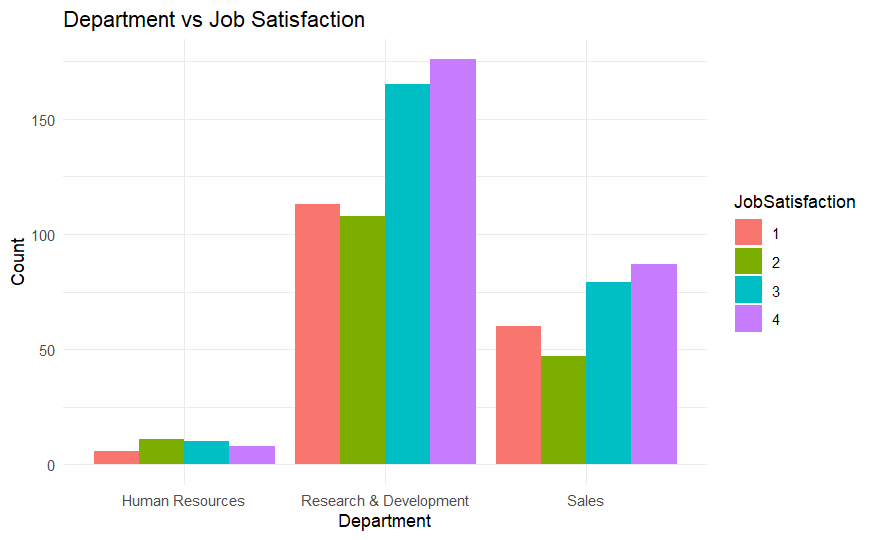 Department vs Job Satisfaction
Count
150
100
50
0
Human Resources
Research & Development
Sales
Department
JobSatisfaction
1
2
3
4